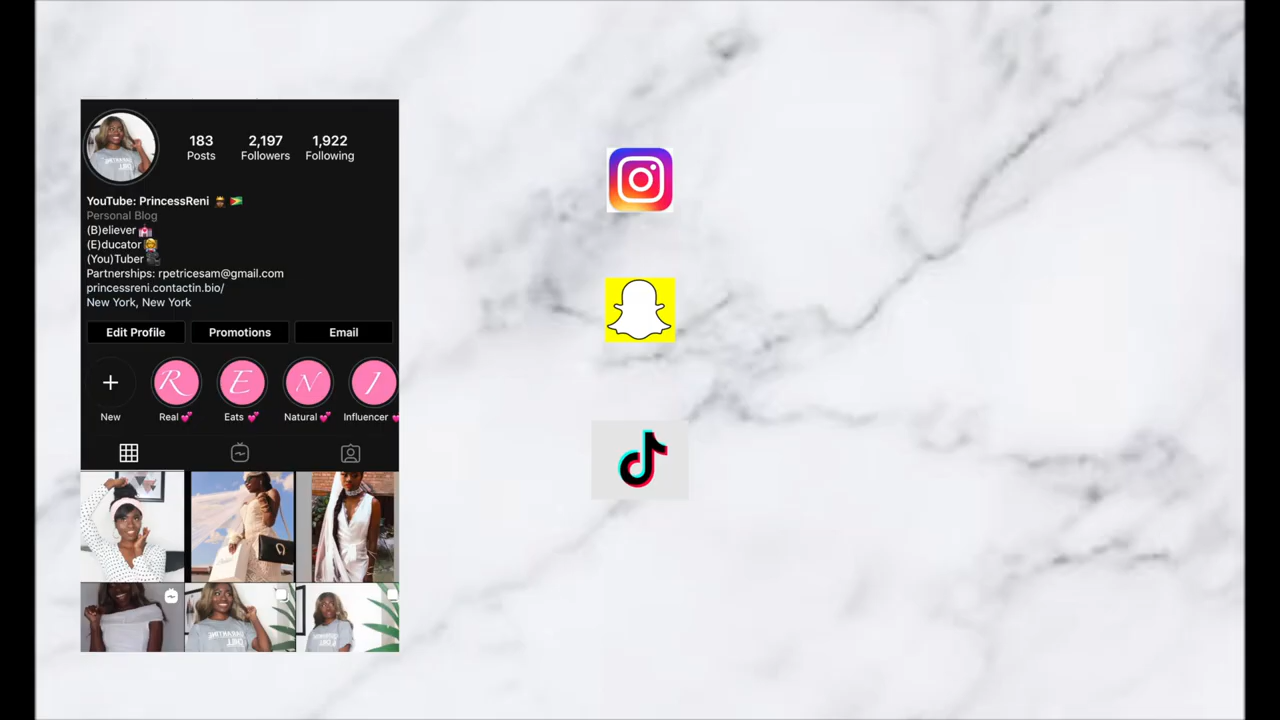 183 2,197 1,922
Posts Followers Following
YouTube: PrincessReni
Personal Blog
(B)eliever
(E)ducator
(You)Tuber
Partnerships: rpetricesam@gmail.com
princessreni.contactin.bio/
New York, New York
Edit Profile Promotions Email
R E N I
New Real Eats Natural Influencer